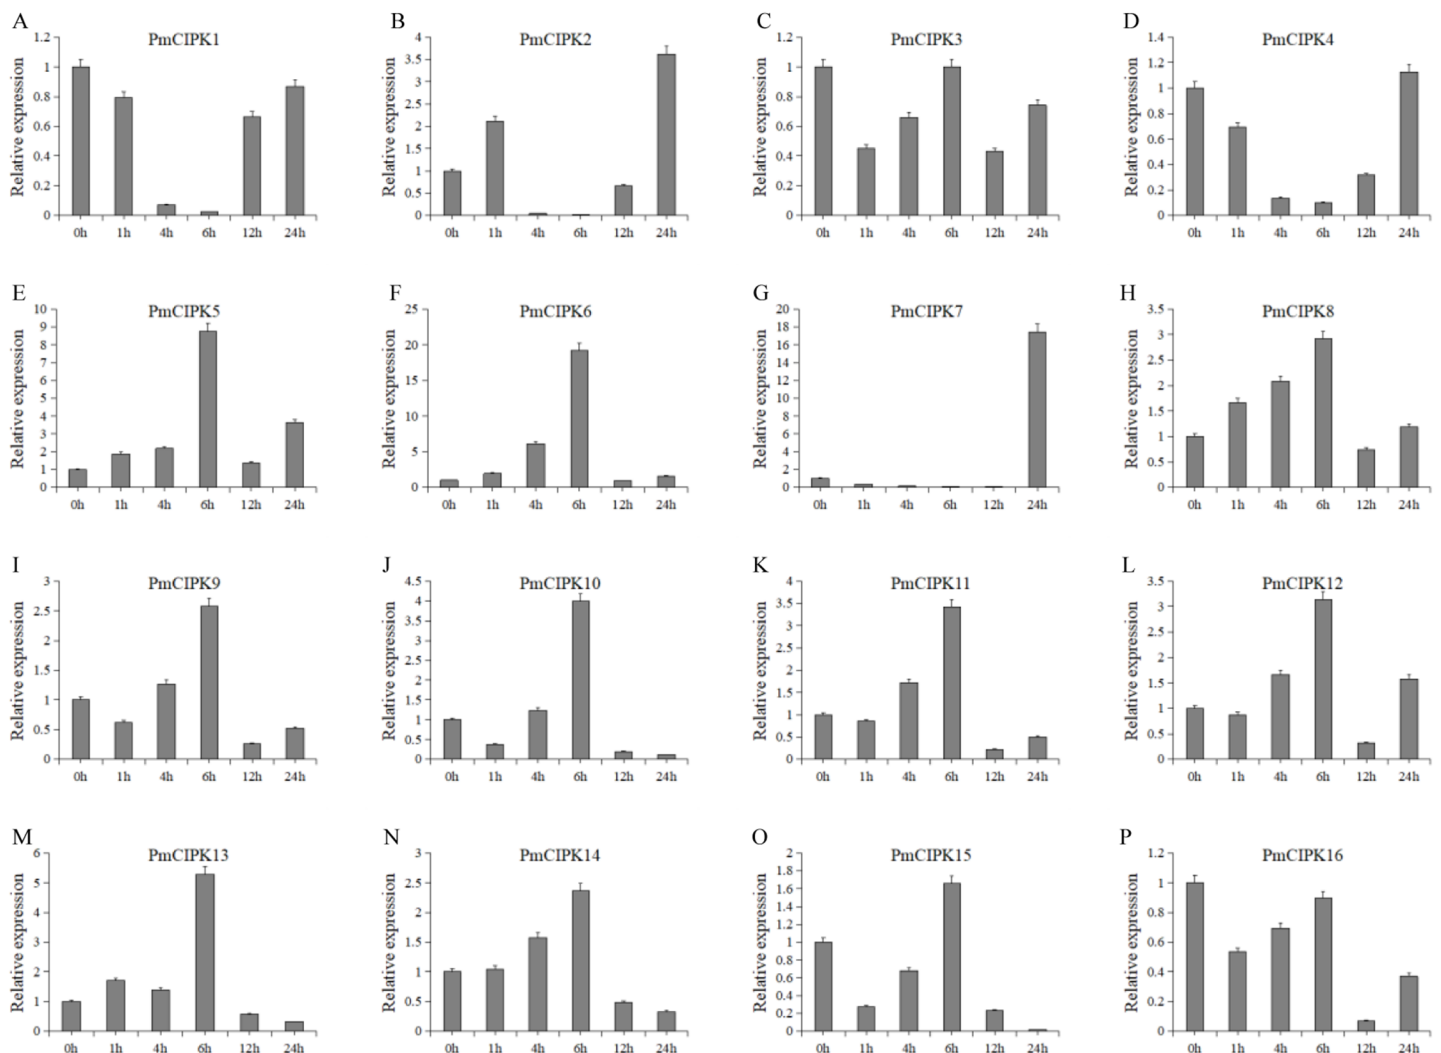 A
PmCIPK1
Relative expression
1.2
1
0.8
0.6
0.4
0.2
0
0h 1h 4h 6h 12h 24h
B
PmCIPK2
Relative expression
4
3.5
3
2.5
2
1.5
1
0.5
0
0h 1h 4h 6h 12h 24h
C
PmCIPK3
Relative expression
1.2
1
0.8
0.6
0.4
0.2
0
0h 1h 4h 6h 12h 24h
D
PmCIPK4
Relative expression
1.4
1.2
1
0.8
0.6
0.4
0.2
0
0h 1h 4h 6h 12h 24h
E
PmCIPK5
Relative expression
10
9
8
7
6
5
4
3
2
1
0
0h 1h 4h 6h 12h 24h
F
PmCIPK6
Relative expression
25
20
15
10
5
0
0h 1h 4h 6h 12h 24h
G
PmCIPK7
Relative expression
20
18
16
14
12
10
8
6
4
2
0
0h 1h 4h 6h 12h 24h
H
PmCIPK8
Relative expression
3.5
3
2.5
2
1.5
1
0.5
0
0h 1h 4h 6h 12h 24h
I
PmCIPK9
Relative expression
3
2.5
2
1.5
1
0.5
0
0h 1h 4h 6h 12h 24h
J
PmCIPK10
Relative expression
4.5
4
3.5
3
2.5
2
1.5
1
0.5
0
0h 1h 4h 6h 12h 24h
K
PmCIPK11
Relative expression
4
3.5
3
2.5
2
1.5
1
0.5
0
0h 1h 4h 6h 12h 24h
L
PmCIPK12
Relative expression
3.5
3
2.5
2
1.5
1
0.5
0
0h 1h 4h 6h 12h 24h
M
PmCIPK13
Relative expression
6
5
4
3
2
1
0
0h 1h 4h 6h 12h 24h
N
PmCIPK14
Relative expression
3
2.5
2
1.5
1
0.5
0
0h 1h 4h 6h 12h 24h
O
PmCIPK15
Relative expression
2
1.8
1.6
1.4
1.2
1
0.8
0.6
0.4
0.2
0
0h 1h 4h 6h 12h 24h
P
PmCIPK16
Relative expression
1.2
1
0.8
0.6
0.4
0.2
0
0h 1h 4h 6h 12h 24h